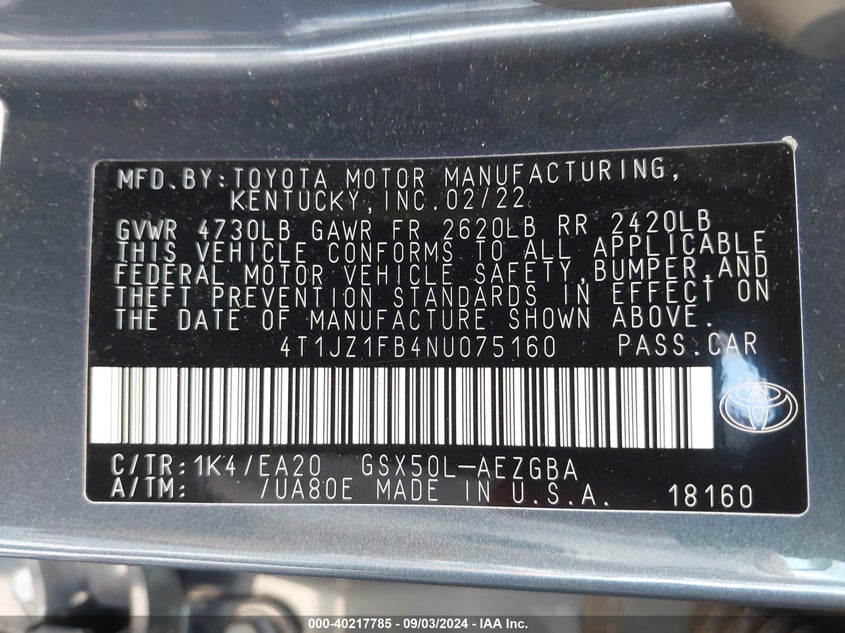 MFD.BY:TOYOTA MOTOR MANUFACTURING,
KENTUCKY,INC.02/22
GVWR 4730LB GAWR FR 2620LB RR 2420LB
THIS VEHICLE CONFORMS TO ALL APPLICABLE
FEDERAL MOTOR VEHICLE SAFETY,BUMPER,AND
THEFT PREVENTION STANDARDS IN EFFECT ON
THE DATE OF MANUFACTURE SHOWN ABOVE.
4T1JZ1FB4NU075160 PASS.CAR
C/TR:1K4/EA20 GSX50L-AEZGBA
A/TM: /UA80E MADE IN U.S.A. 18160
000-40217785 - 09/03/2024 - IAA Inc.